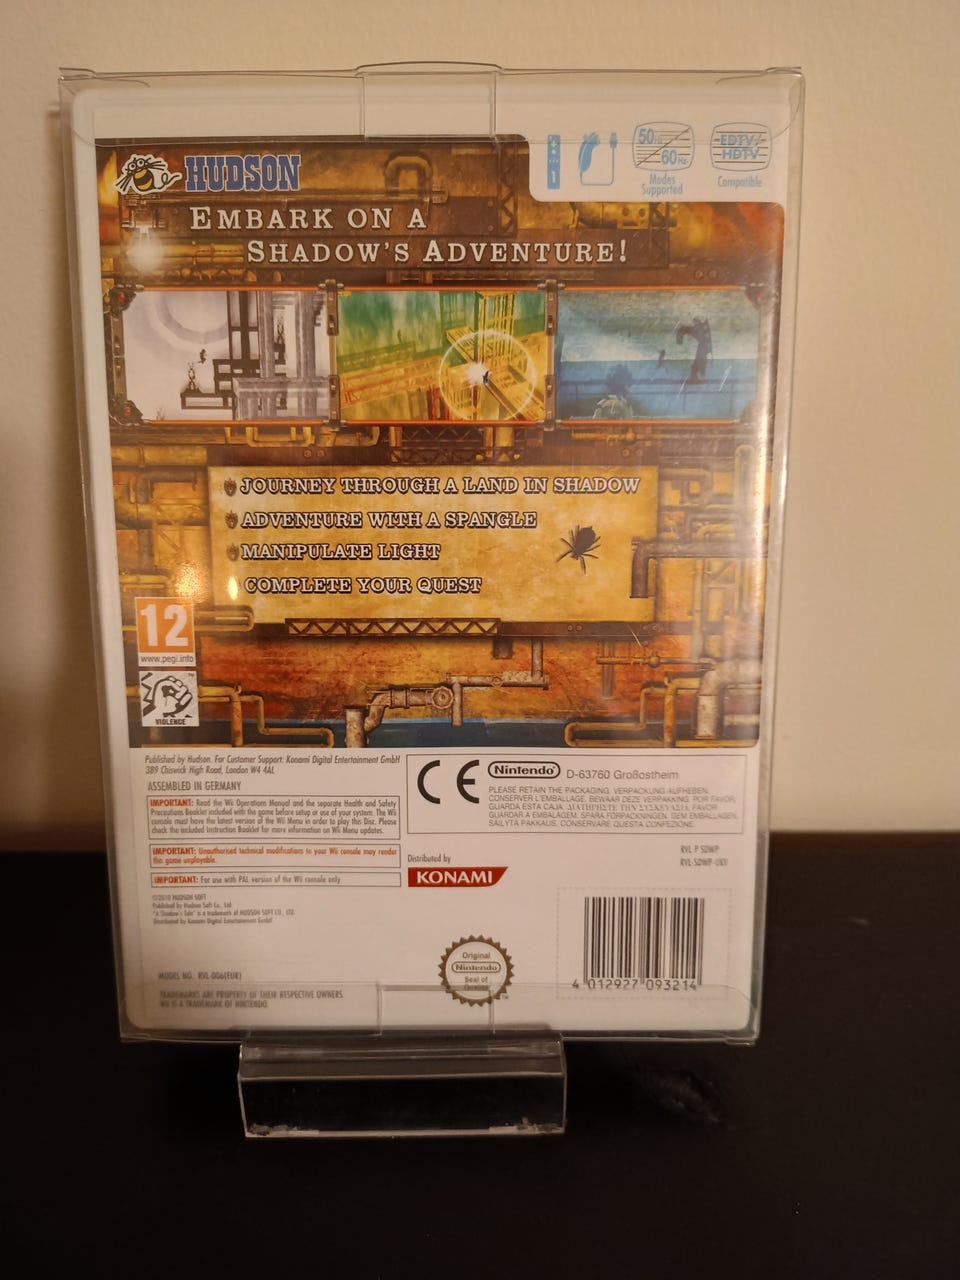 HUDSON
50Hz
60Hz
Modes
Supported
EDTV/
HDTV
Compatible
1
EMBARK ON A
SHADOW'S ADVENTURE!
JOURNEY THROUGH A LAND IN SHADOW
ADVENTURE WITH A SPANGLE
MANIPULATE LIGHT
COMPLETE YOUR QUEST
12
www.pegi.info
VIOLENCE
Published by Hudson. For Customer Support: Konami Digital Entertainment GmbH
389 Chiswick High Road, London W4 4AL
ASSEMBLED IN GERMANY
IMPORTANT: Read the Wii Operations Manual and the separate Health and Safety
Precautions Booklet included with the game before setup or use of your system. The Wii
console must have the latest version of the Wii Menu in order to play this Disc. Please
check the included Instruction Booklet for more information on Wii Menu updates.
IMPORTANT: Unauthorised technical modifications to your Wii console may render
this game unplayable.
IMPORTANT: For use with PAL version of the Wii console only
©2010 HUDSON SOFT
Published by Hudson Soft Co., Ltd.
"A Shadow's Tale" is a trademark of HUDSON SOFT CO., LTD.
Distributed by Konami Digital Entertainment GmbH
MODEL NO.: RVL-006(EUR)
TRADEMARKS ARE PROPERTY OF THEIR RESPECTIVE OWNERS.
WII IS A TRADEMARK OF NINTENDO.
CE
Nintendo®
D-63760 Großostheim
PLEASE RETAIN THE PACKAGING. VERPACKUNG AUFHEBEN.
CONSERVER L'EMBALLAGE. BEWAAR DEZE VERPAKKING. POR FAVOR,
GUARDA ESTA CAJA. ΔΙΑΤΗΡΕΙΣΤΕ ΤΗΝ ΣΥΣΚΕΥΑΣΙΑ. FAVOR
GUARDAR A EMBALAGEM. SPARA FÖRPACKNINGEN. GEM EMBALLAGEN.
SÄILYTÄ PAKKAUS. CONSERVARE QUESTA CONFEZIONE.
Distributed by
KONAMI
RVL P SDWP
RVL-SDWP-UKV
Original
Nintendo
Seal of
4 012927 093214